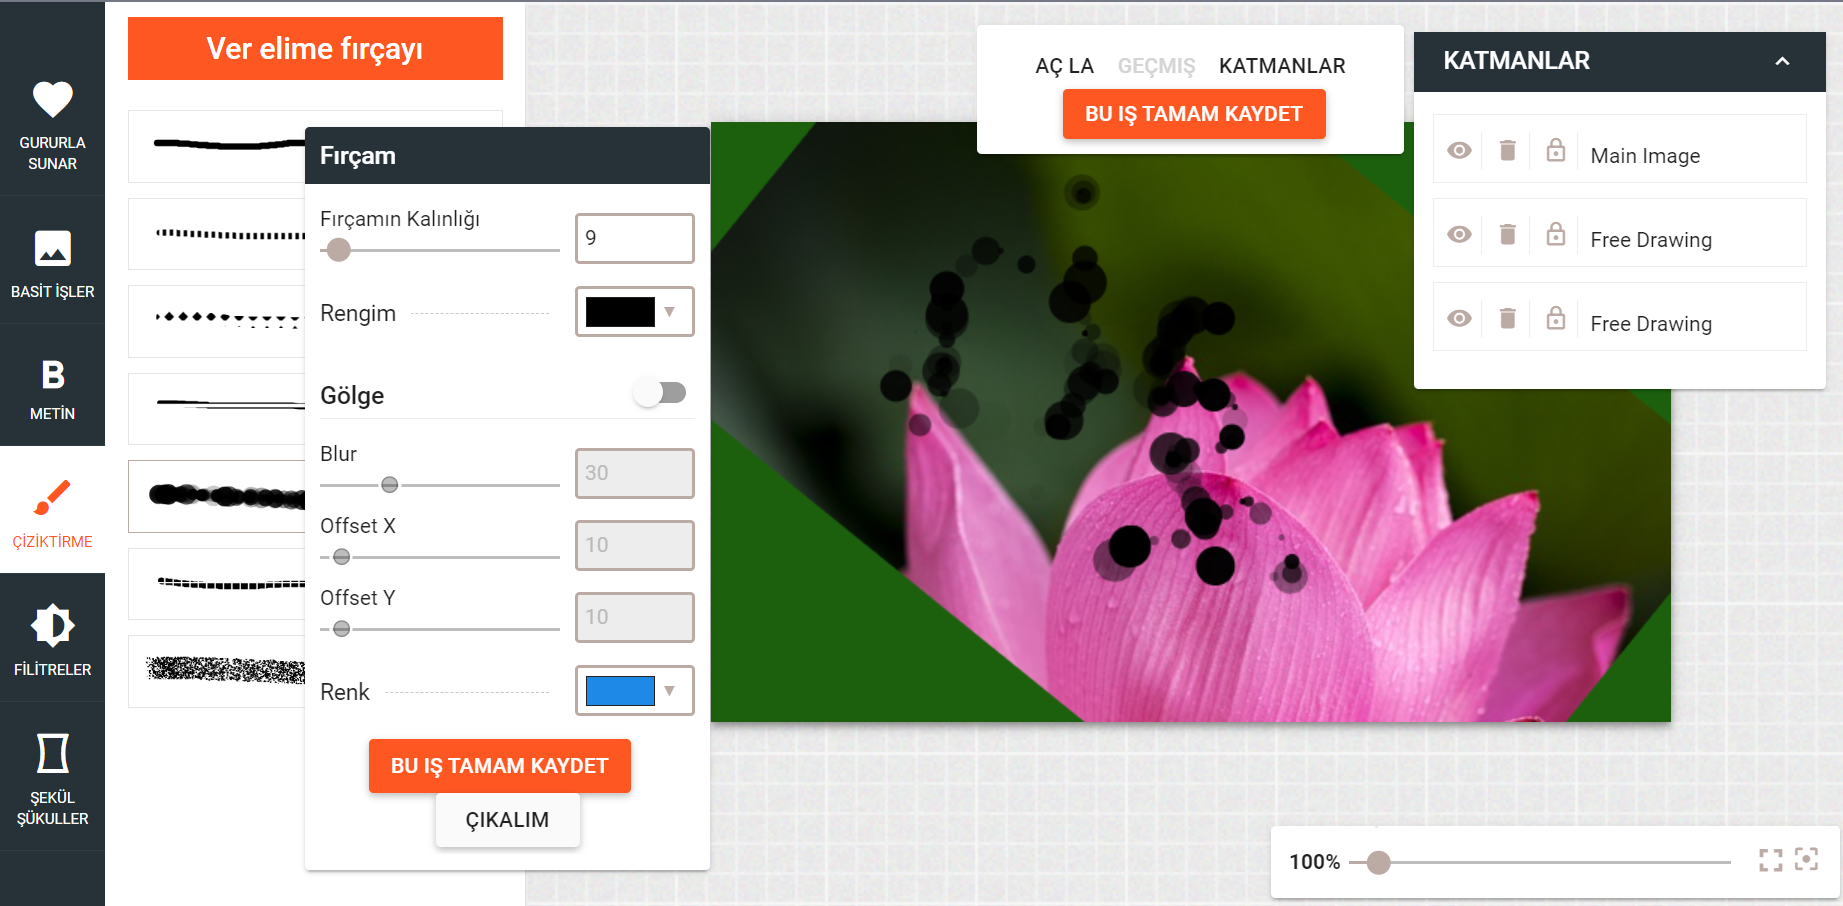 GURURLA
SUNAR
BASİT İŞLER
B
METİN
ÇİZİKTİRME
FİLİTRELER
ŞEKÜL
ŞÜKULLER
Ver elime fırçayı
Fırçam
Fırçamın Kalınlığı
9
Rengim
Gölge
Blur
30
Offset X
10
Offset Y
10
Renk
BU IŞ TAMAM KAYDET
ÇIKALIM
AÇ LA GEÇMIŞ KATMANLAR
BU IŞ TAMAM KAYDET
KATMANLAR
Main Image
Free Drawing
Free Drawing
100%